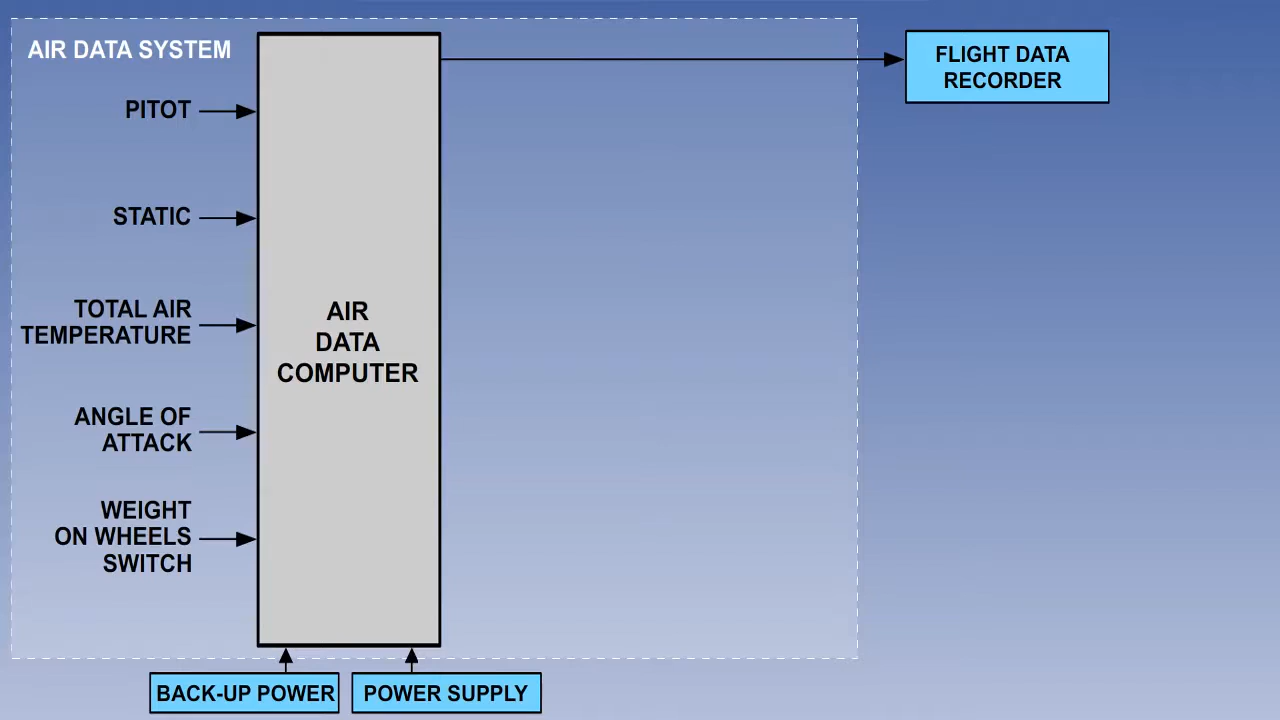 AIR DATA SYSTEM
PITOT
STATIC
TOTAL AIR
TEMPERATURE
ANGLE OF
ATTACK
WEIGHT
ON WHEELS
SWITCH
AIR
DATA
COMPUTER
FLIGHT DATA
RECORDER
BACK-UP POWER
POWER SUPPLY